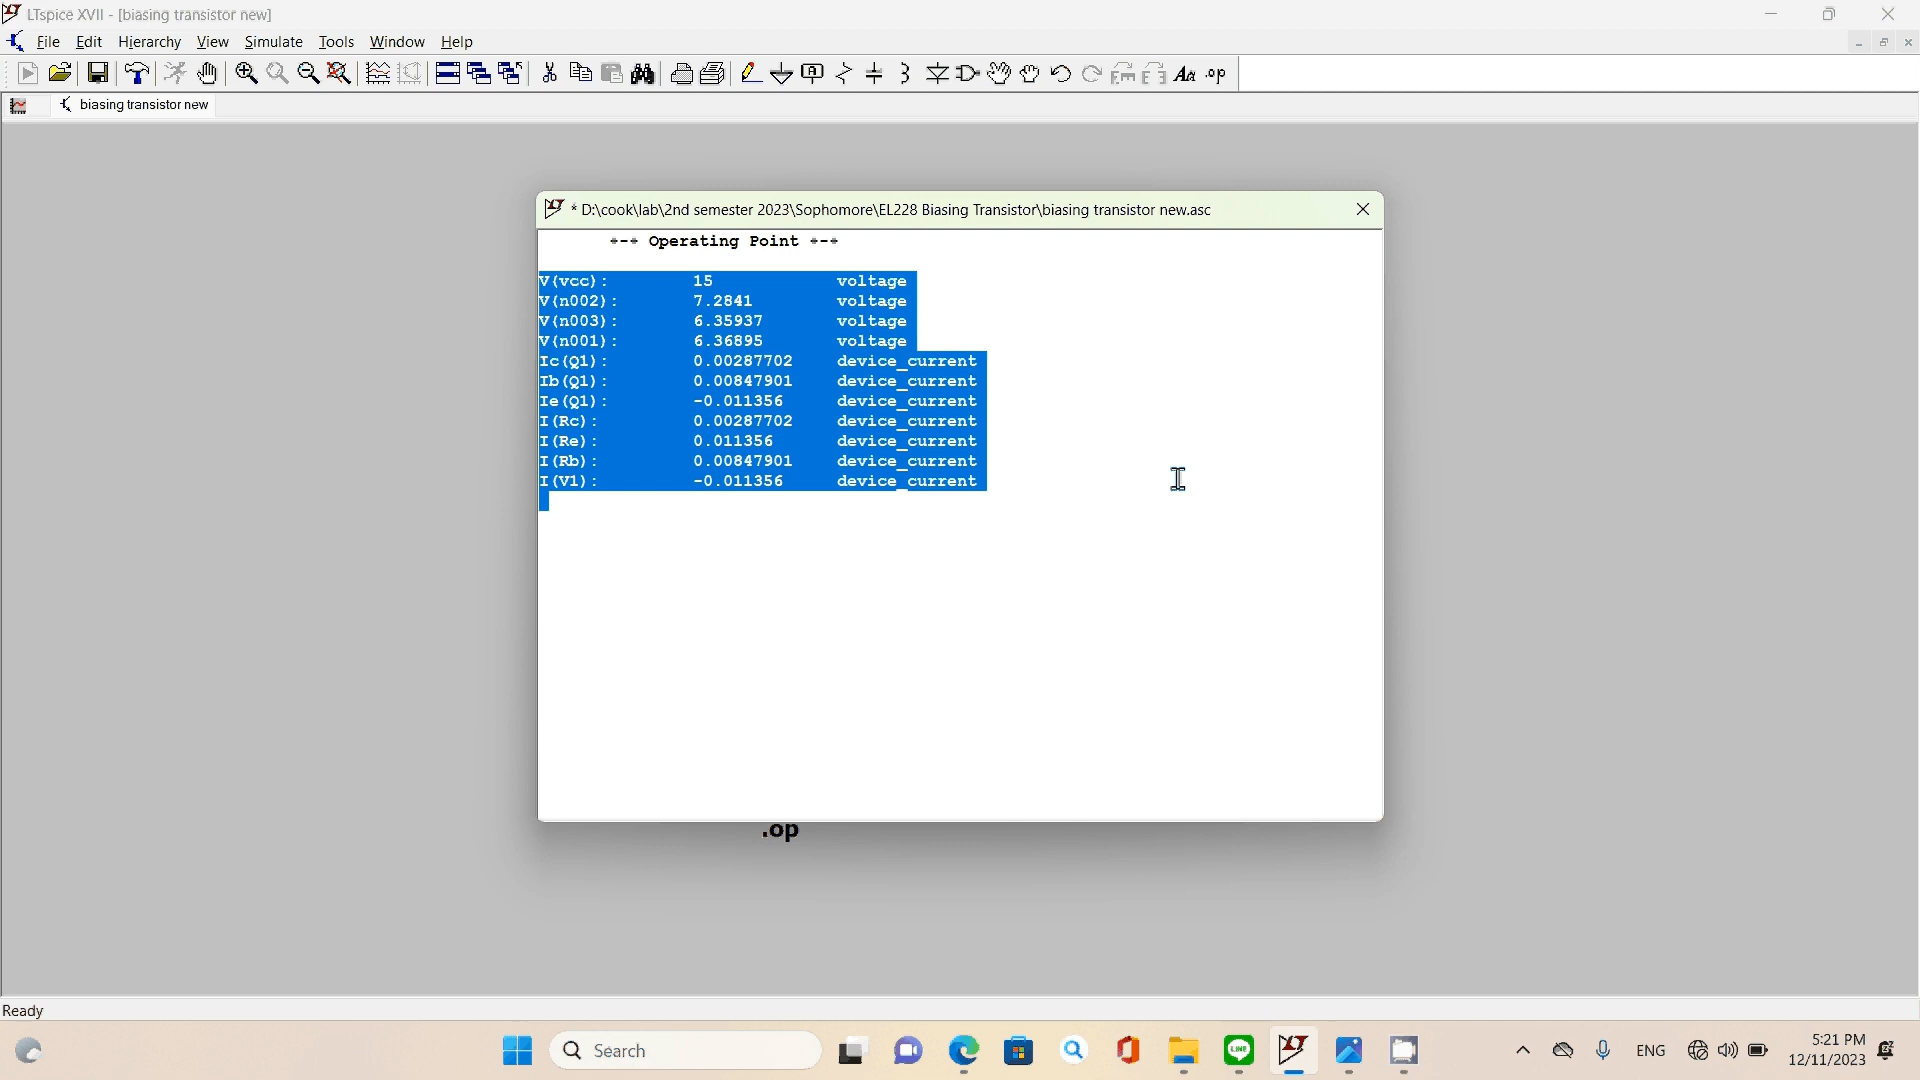 LTspice XVII - [biasing transistor new]
File Edit Hierarchy View Simulate Tools Window Help
Aa .op
biasing transistor new
* D:\cook\lab\2nd semester 2023\Sophomore\EL228 Biasing Transistor\biasing transistor new.asc
--- Operating Point ---
V(vcc): 15 voltage
V(n002): 7.2841 voltage
V(n003): 6.35937 voltage
V(n001): 6.36895 voltage
Ic(Q1): 0.00287702 device_current
Ib(Q1): 0.00847901 device_current
Ie(Q1): -0.011356 device_current
I(Rc): 0.00287702 device_current
I(Re): 0.011356 device_current
I(Rb): 0.00847901 device_current
I(V1): -0.011356 device_current
.op
Ready
Search
ENG
5:21 PM
12/11/2023